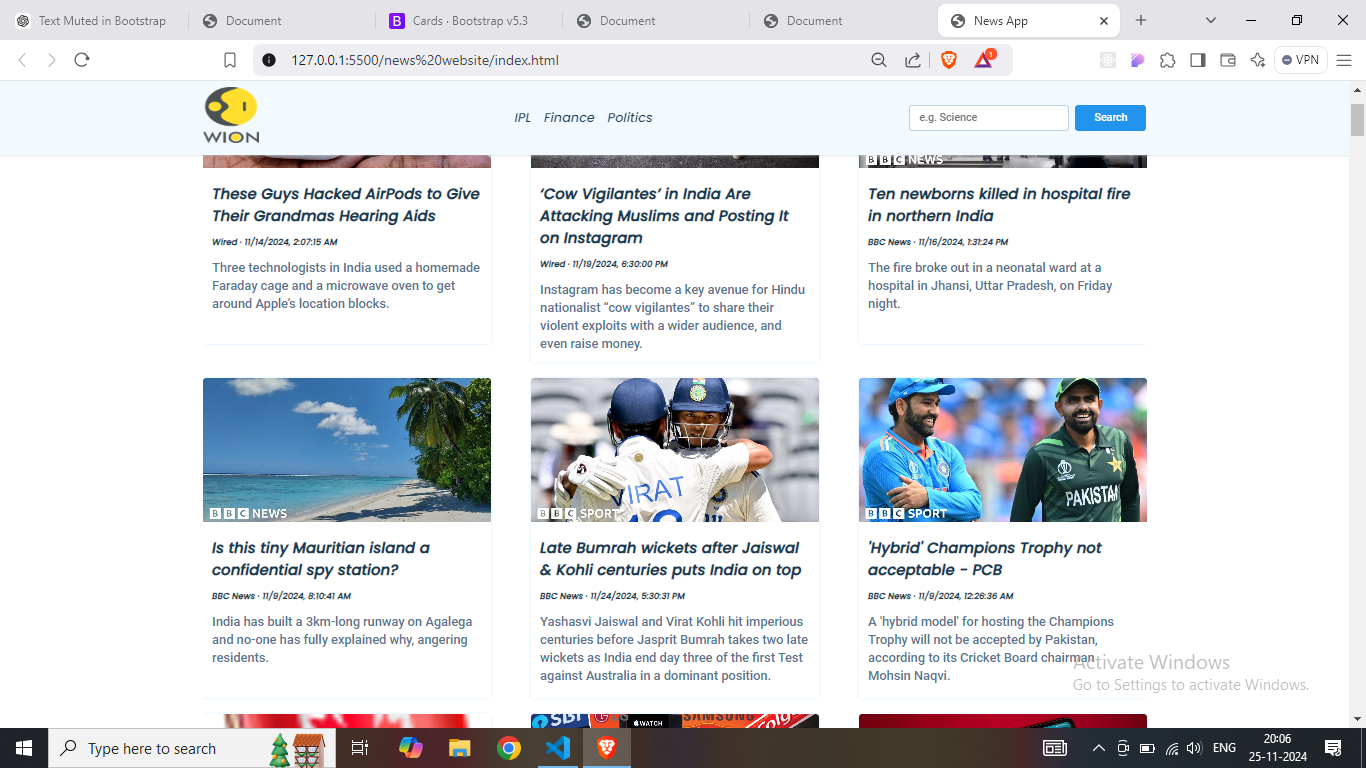 Text Muted in Bootstrap
Document
Cards · Bootstrap v5.3
Document
Document
News App
127.0.0.1:5500/news%20website/index.html
1
VPN
WION
IPL Finance Politics
e.g. Science
Search
BBC NEWS
These Guys Hacked AirPods to Give
Their Grandmas Hearing Aids
Wired · 11/14/2024, 2:07:15 AM
Three technologists in India used a homemade
Faraday cage and a microwave oven to get
around Apple’s location blocks.
‘Cow Vigilantes’ in India Are
Attacking Muslims and Posting It
on Instagram
Wired · 11/19/2024, 6:30:00 PM
Instagram has become a key avenue for Hindu
nationalist “cow vigilantes” to share their
violent exploits with a wider audience, and
even raise money.
Ten newborns killed in hospital fire
in northern India
BBC News · 11/16/2024, 1:31:24 PM
The fire broke out in a neonatal ward at a
hospital in Jhansi, Uttar Pradesh, on Friday
night.
BBC NEWS
Is this tiny Mauritian island a
confidential spy station?
BBC News · 11/9/2024, 8:10:41 AM
India has built a 3km-long runway on Agalega
and no-one has fully explained why, angering
residents.
VIRAT
18
BBC SPORT
Late Bumrah wickets after Jaiswal
& Kohli centuries puts India on top
BBC News · 11/24/2024, 5:30:31 PM
Yashasvi Jaiswal and Virat Kohli hit imperious
centuries before Jasprit Bumrah takes two late
wickets as India end day three of the first Test
against Australia in a dominant position.
PAKISTAN
BBC SPORT
'Hybrid' Champions Trophy not
acceptable - PCB
BBC News · 11/9/2024, 12:26:36 AM
A 'hybrid model' for hosting the Champions
Trophy will not be accepted by Pakistan,
according to its Cricket Board chairman
Mohsin Naqvi.
SBI
LG
WATCH
SAMSUNG
Colg
Activate Windows
Go to Settings to activate Windows.
Type here to search
ENG
20:06
25-11-2024